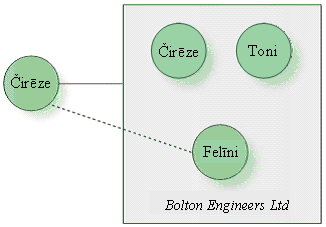 Čirēze Toni
Čirēze
Felīni
Bolton Engineers Ltd